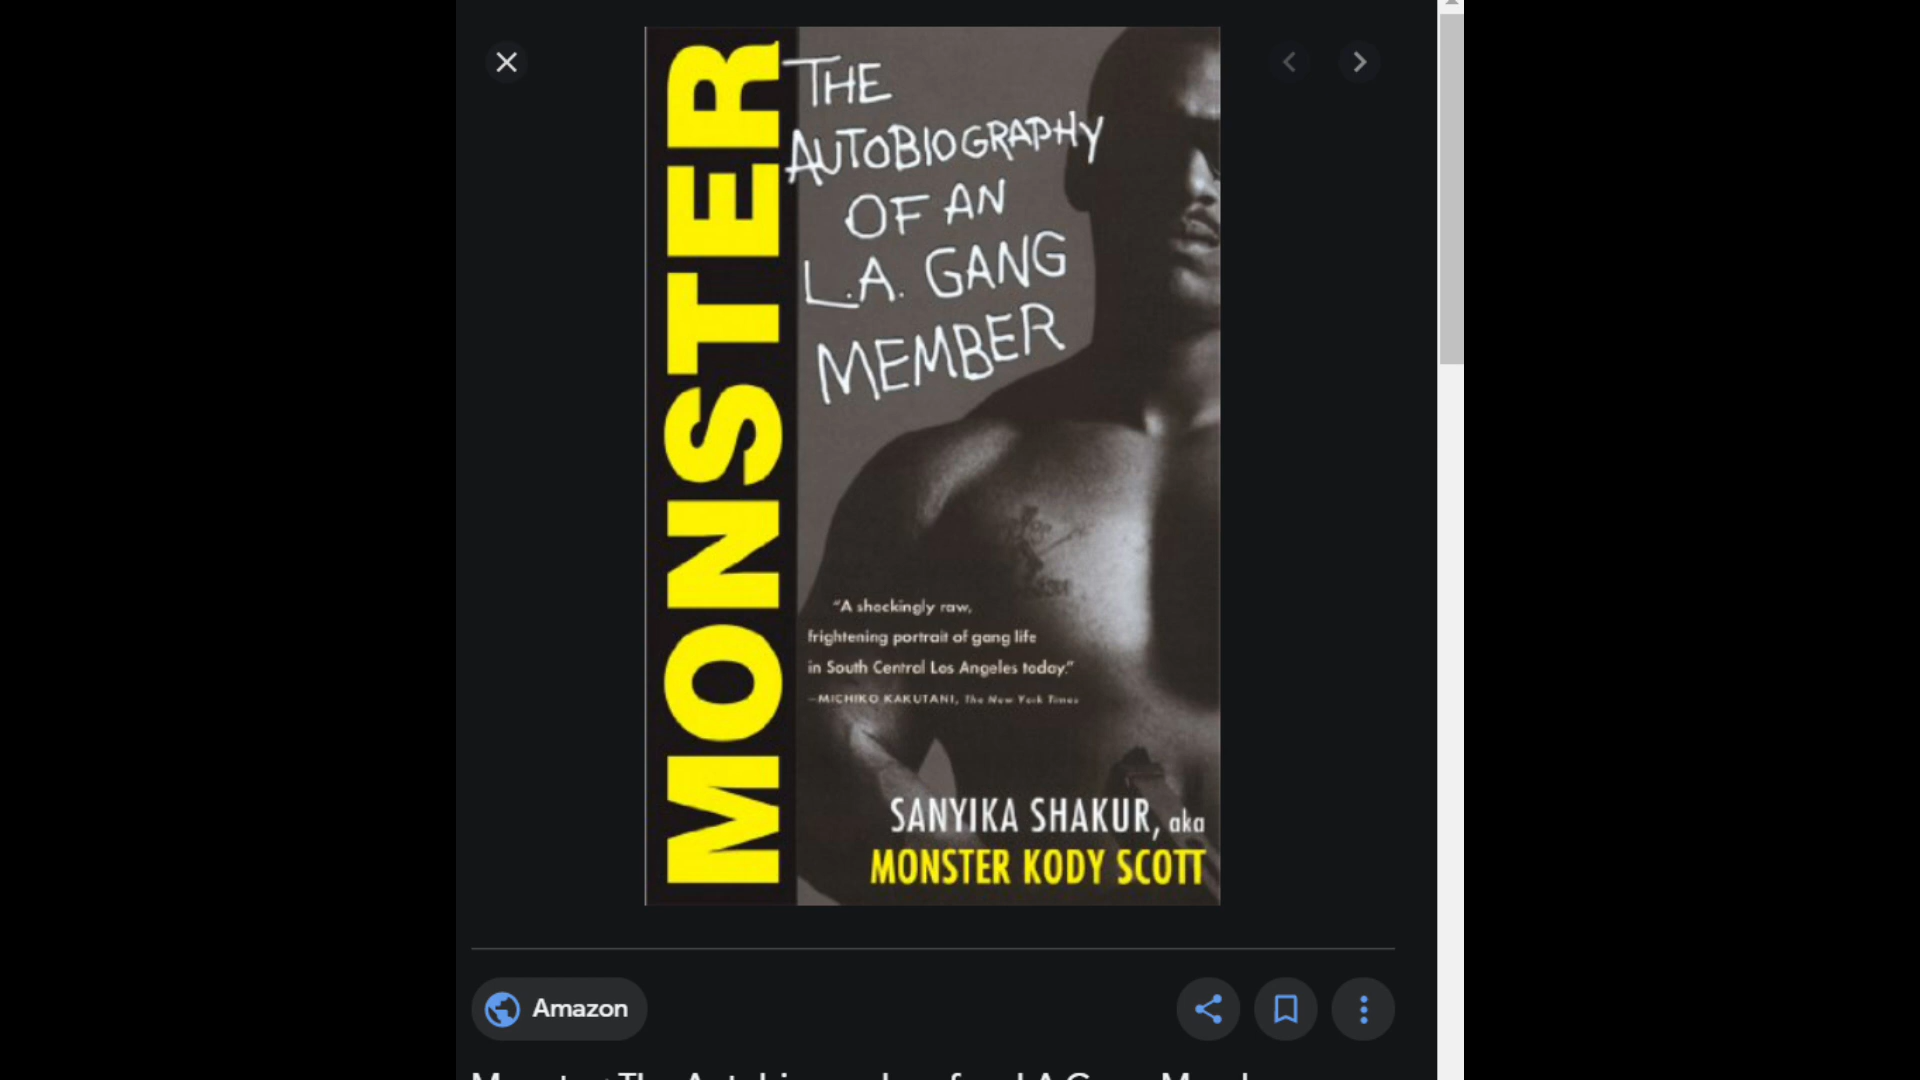 MONSTER
THE
AUTOBIOGRAPHY
OF AN
L.A. GANG
MEMBER
"A shockingly raw,
frightening portrait of gang life
in South Central Los Angeles today."
—MICHIKO KAKUTANI, The New York Times
SANYIKA SHAKUR, aka
MONSTER KODY SCOTT
Amazon